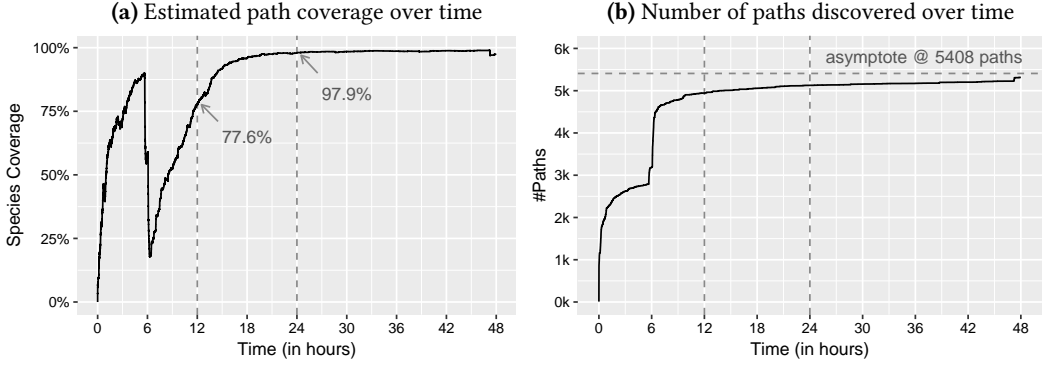 (a) Estimated path coverage over time
100%
75%
50%
25%
0%
Species Coverage
97.9%
77.6%
0 6 12 18 24 30 36 42 48
Time (in hours)
(b) Number of paths discovered over time
6k
5k
4k
3k
2k
1k
0k
#Paths
asymptote @ 5408 paths
0 6 12 18 24 30 36 42 48
Time (in hours)